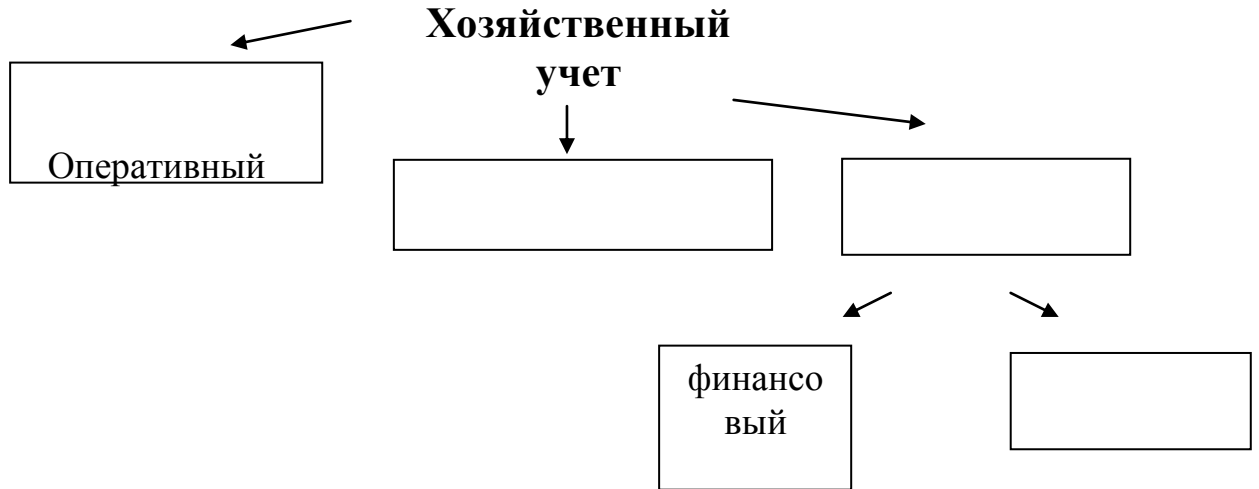 Хозяйственный
учет
Оперативный
финансо
вый